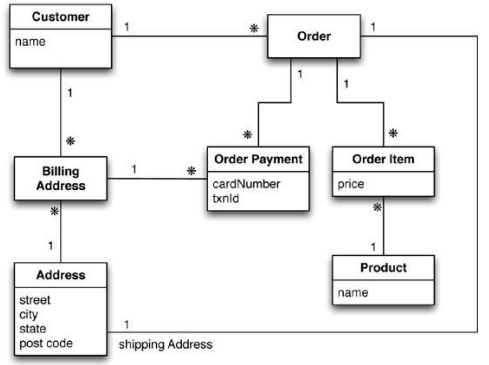 Customer
name
1
*
Order
1
1
1
1
*
*
*
Billing
Address
1
*
Order Payment
cardNumber
txnId
Order Item
price
*
*
1
1
Address
street
city
state
post code
Product
name
1
shipping Address